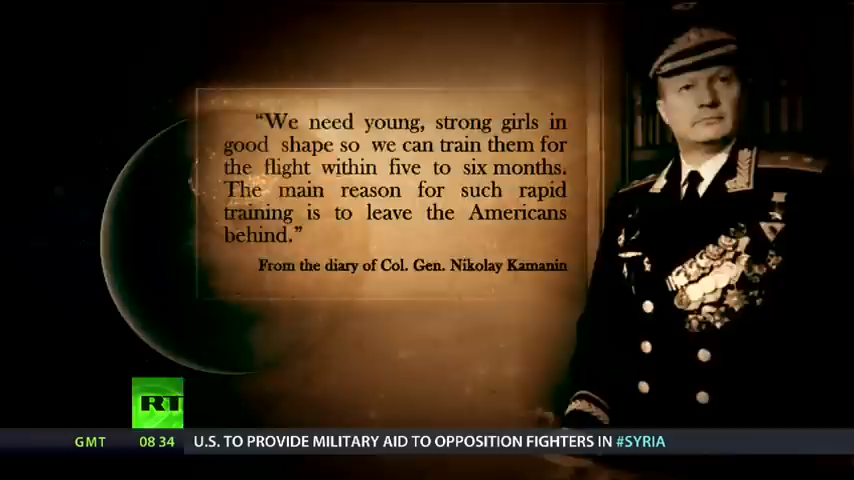 “We need young, strong girls in
good shape so we can train them for
the flight within five to six months.
The main reason for such rapid
training is to leave the Americans
behind.”
From the diary of Col. Gen. Nikolay Kamanin
RT
GMT 08 34 U.S. TO PROVIDE MILITARY AID TO OPPOSITION FIGHTERS IN #SYRIA